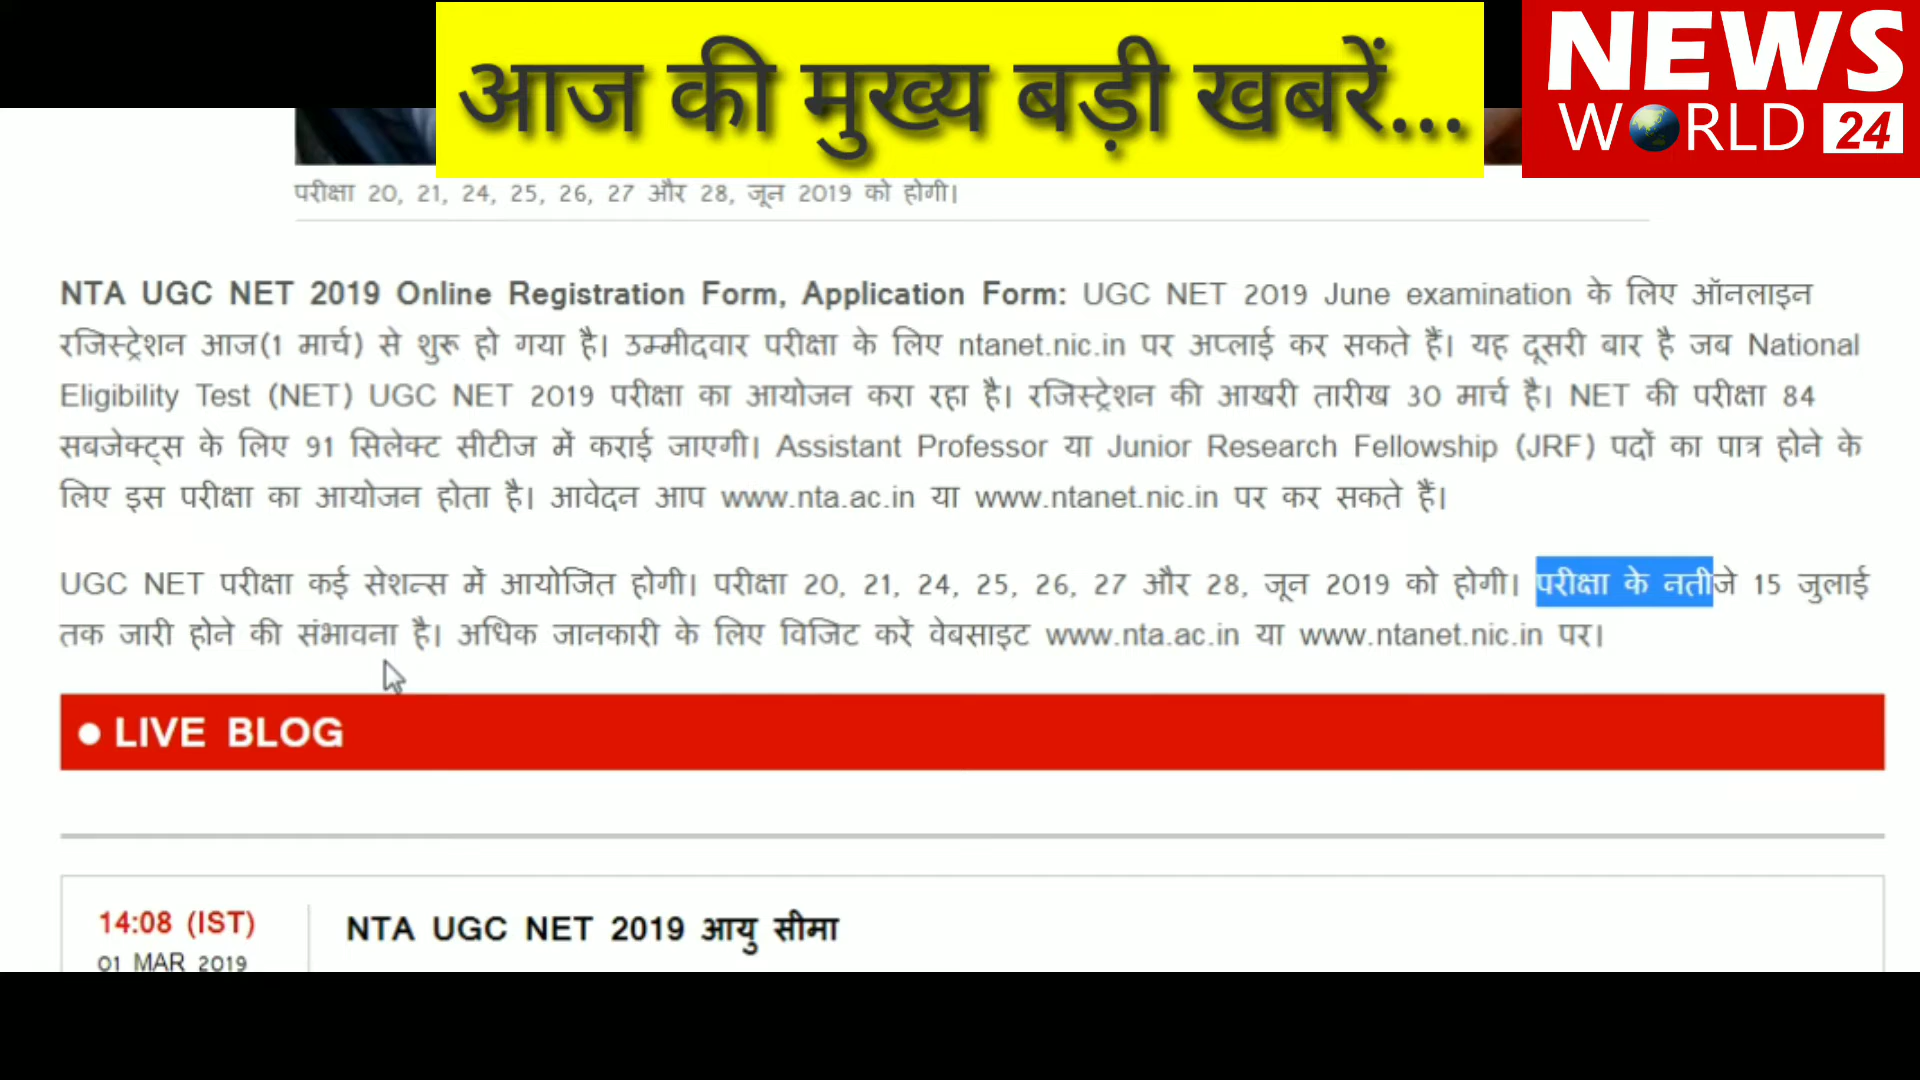 आज की मुख्य बड़ी खबरें...
NEWS
WORLD 24
परीक्षा 20, 21, 24, 25, 26, 27 और 28, जून 2019 को होगी।
NTA UGC NET 2019 Online Registration Form, Application Form: UGC NET 2019 June examination के लिए ऑनलाइन
रजिस्ट्रेशन आज(1 मार्च) से शुरू हो गया है। उम्मीदवार परीक्षा के लिए ntanet.nic.in पर अप्लाई कर सकते हैं। यह दूसरी बार है जब National
Eligibility Test (NET) UGC NET 2019 परीक्षा का आयोजन करा रहा है। रजिस्ट्रेशन की आखरी तारीख 30 मार्च है। NET की परीक्षा 84
सबजेक्ट्स के लिए 91 सिलेक्ट सीटीज में कराई जाएगी। Assistant Professor या Junior Research Fellowship (JRF) पदों का पात्र होने के
लिए इस परीक्षा का आयोजन होता है। आवेदन आप www.nta.ac.in या www.ntanet.nic.in पर कर सकते हैं।
UGC NET परीक्षा कई सेशन्स में आयोजित होगी। परीक्षा 20, 21, 24, 25, 26, 27 और 28, जून 2019 को होगी। परीक्षा के नतीजे 15 जुलाई
तक जारी होने की संभावना है। अधिक जानकारी के लिए विजिट करें वेबसाइट www.nta.ac.in या www.ntanet.nic.in पर।
LIVE BLOG
14:08 (IST)
NTA UGC NET 2019 आयु सीमा
01 MAR 2019